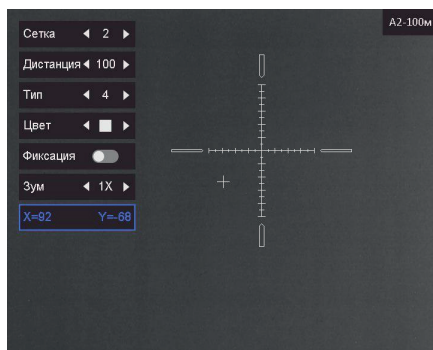 A2-100м
Сетка 2
Дистанция 100
Тип 4
Цвет
Фиксация
Зум 1X
X=92 Y=-68